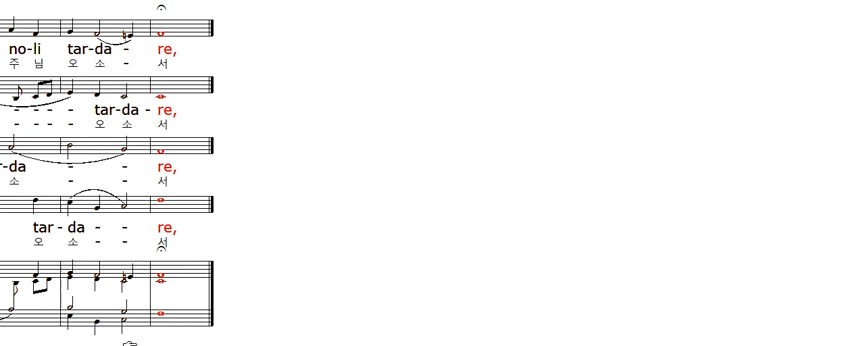 no-li tar-da - re,
주 님 오 소 - 서
- - - - tar-da - re,
- - - - 오 소 서
-da - - re,
소 - - 서
tar - da - - re,
오 소 - - 서